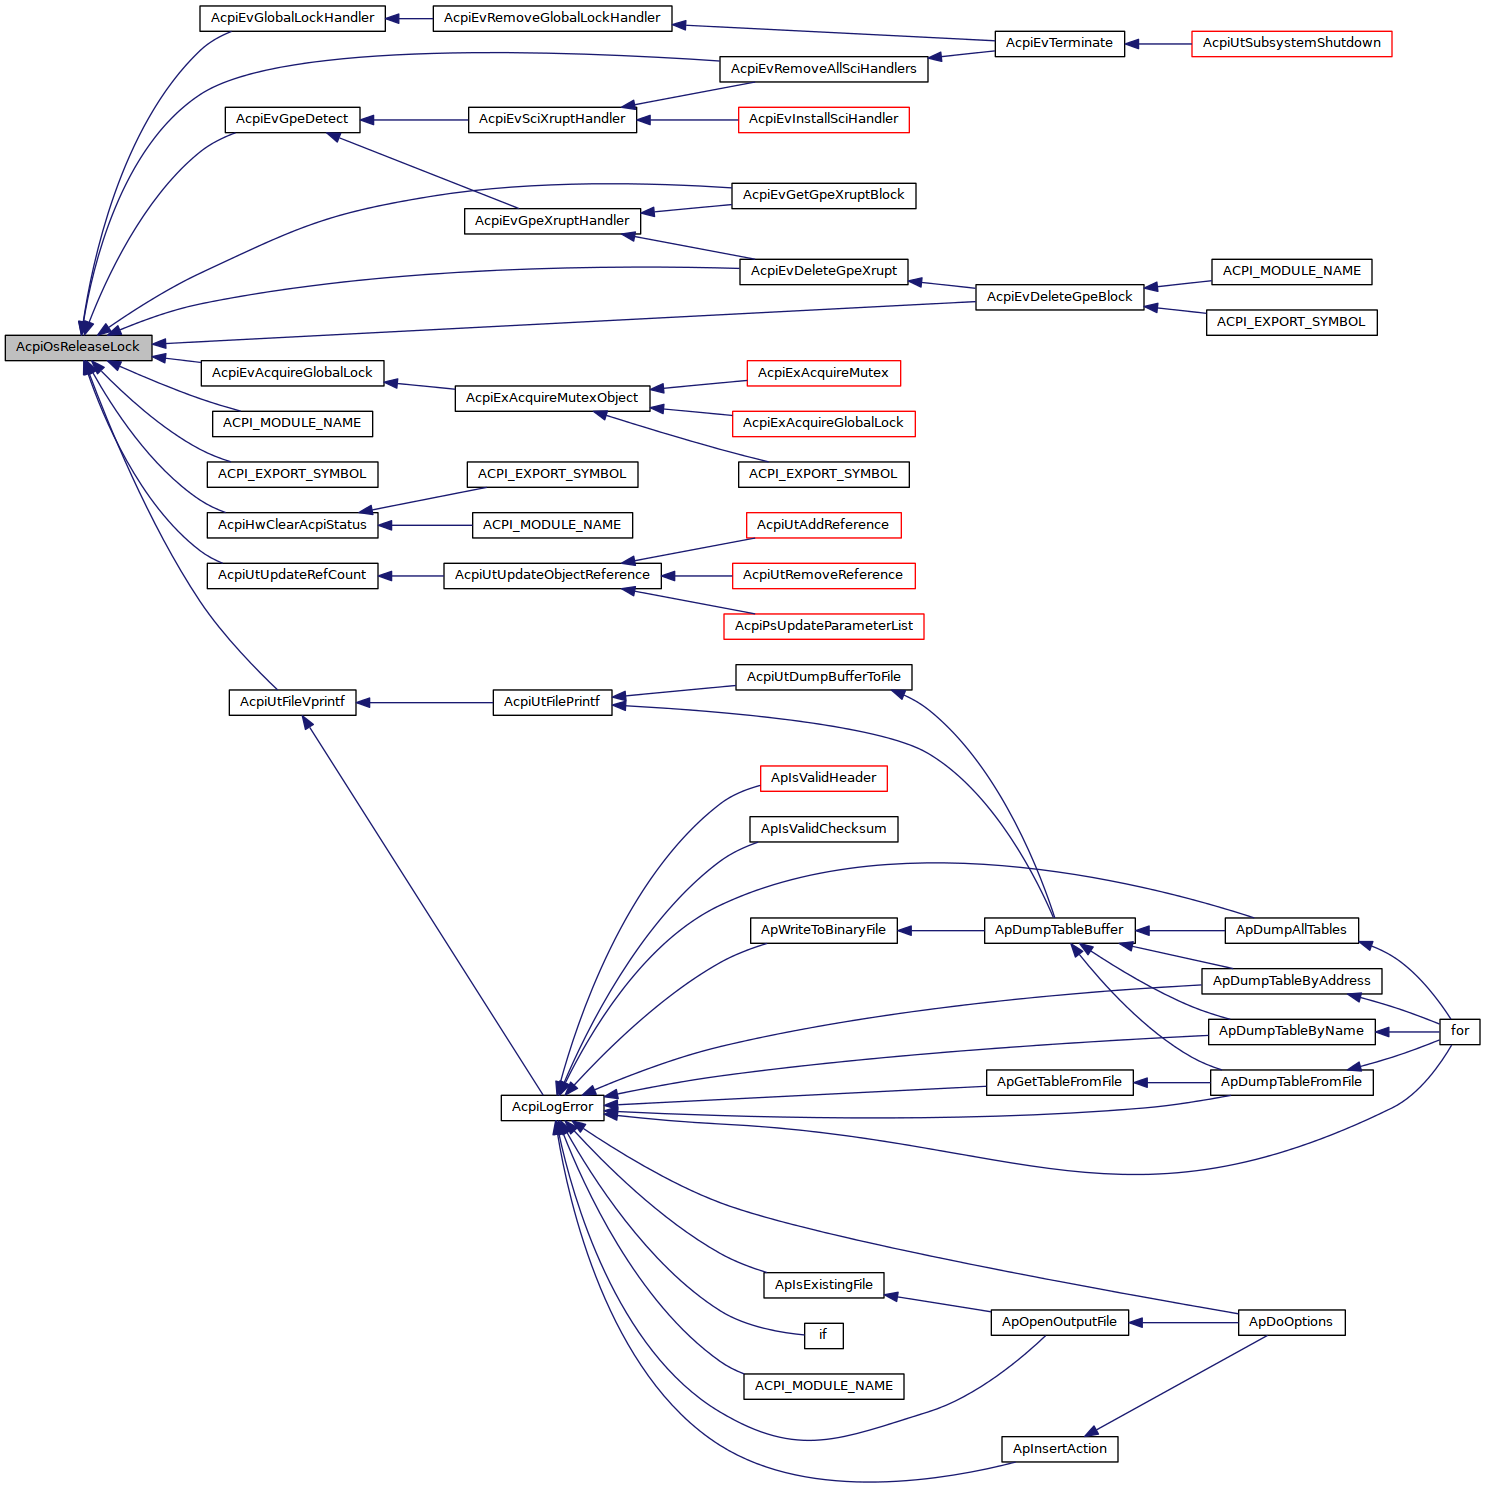 AcpiEvGlobalLockHandler
AcpiEvRemoveGlobalLockHandler
AcpiEvTerminate
AcpiUtSubsystemShutdown
AcpiEvRemoveAllSciHandlers
AcpiEvGpeDetect
AcpiEvSciXruptHandler
AcpiEvInstallSciHandler
AcpiEvGetGpeXruptBlock
AcpiEvGpeXruptHandler
AcpiEvDeleteGpeXrupt
ACPI_MODULE_NAME
AcpiEvDeleteGpeBlock
ACPI_EXPORT_SYMBOL
AcpiOsReleaseLock
AcpiEvAcquireGlobalLock
AcpiExAcquireMutex
AcpiExAcquireMutexObject
ACPI_MODULE_NAME
AcpiExAcquireGlobalLock
ACPI_EXPORT_SYMBOL
ACPI_EXPORT_SYMBOL
ACPI_EXPORT_SYMBOL
AcpiHwClearAcpiStatus
ACPI_MODULE_NAME
AcpiUtAddReference
AcpiUtUpdateRefCount
AcpiUtUpdateObjectReference
AcpiUtRemoveReference
AcpiPsUpdateParameterList
AcpiUtDumpBufferToFile
AcpiUtFileVprintf
AcpiUtFilePrintf
ApIsValidHeader
ApIsValidChecksum
ApWriteToBinaryFile
ApDumpTableBuffer
ApDumpAllTables
ApDumpTableByAddress
ApDumpTableByName
for
ApGetTableFromFile
ApDumpTableFromFile
AcpiLogError
ApIsExistingFile
ApOpenOutputFile
ApDoOptions
if
ACPI_MODULE_NAME
ApInsertAction